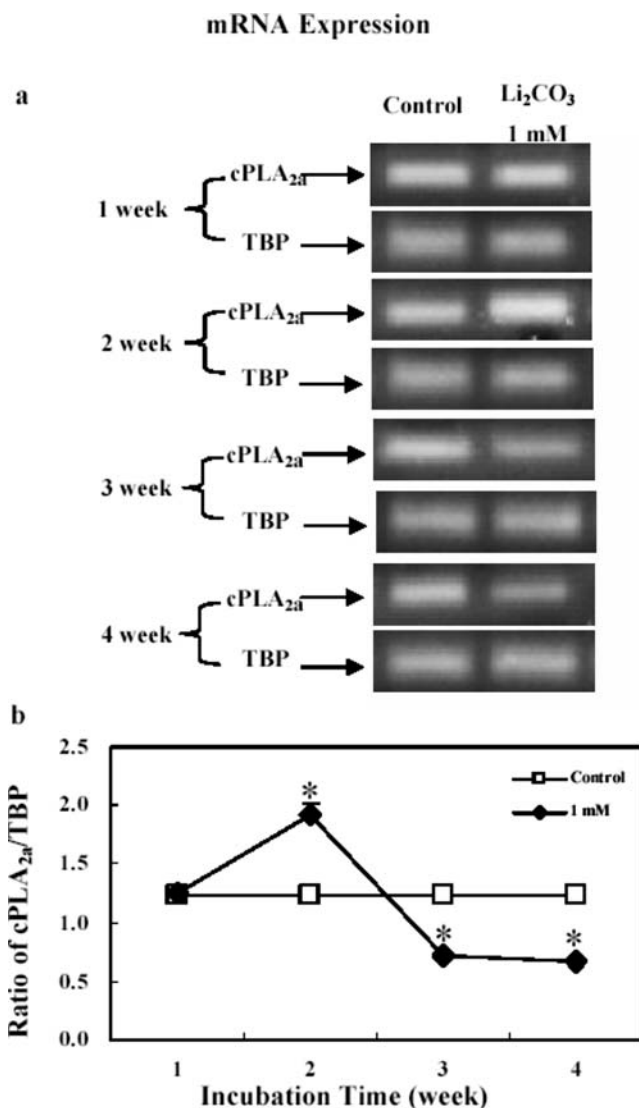 mRNA Expression
a
Control
Li₂CO₃
1 mM
1 week
cPLA₂a
TBP
2 week
cPLA₂a
TBP
3 week
cPLA₂a
TBP
4 week
cPLA₂a
TBP
b
Ratio of cPLA₂a/TBP
2.5
2.0
1.5
1.0
0.5
0.0
Control
1 mM
*
*
*
1 2 3 4
Incubation Time (week)